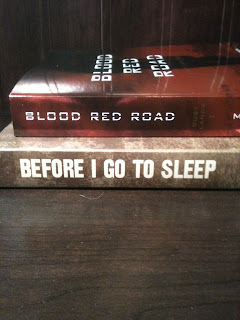 BLOOD
RED
ROAD
BLOOD RED ROAD
M
BEFORE I GO TO SLEEP